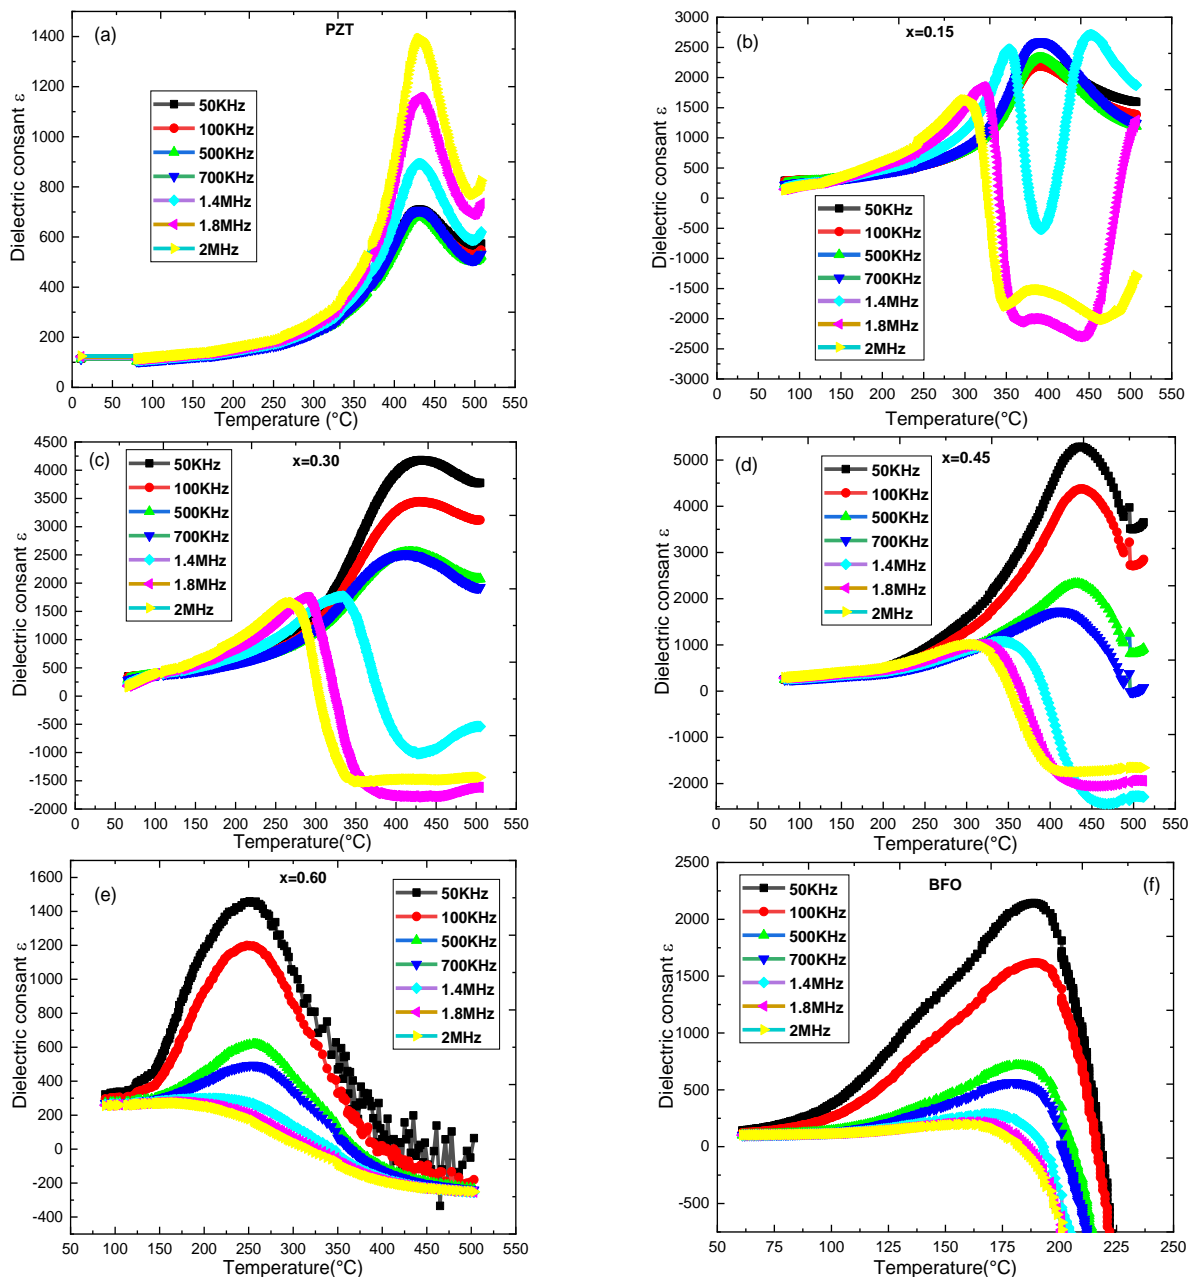 (a) PZT
Dielectric consant ε
1400
1200
1000
800
600
400
200
0
50KHz
100KHz
500KHz
700KHz
1.4MHz
1.8MHz
2MHz
0 50 100 150 200 250 300 350 400 450 500 550
Temperature (°C)
(b) x=0.15
Dielectric consant ε
3000
2500
2000
1500
1000
500
0
-500
-1000
-1500
-2000
-2500
-3000
50KHz
100KHz
500KHz
700KHz
1.4MHz
1.8MHz
2MHz
0 50 100 150 200 250 300 350 400 450 500 550
Temperature(°C)
(c) x=0.30
Dielectric consant ε
4500
4000
3500
3000
2500
2000
1500
1000
500
0
-500
-1000
-1500
-2000
50KHz
100KHz
500KHz
700KHz
1.4MHz
1.8MHz
2MHz
0 50 100 150 200 250 300 350 400 450 500 550
Temperature(°C)
(d) x=0.45
Dielectric consant ε
5000
4000
3000
2000
1000
0
-1000
-2000
50KHz
100KHz
500KHz
700KHz
1.4MHz
1.8MHz
2MHz
0 50 100 150 200 250 300 350 400 450 500 550
Temperature(°C)
(e) x=0.60
Dielectric consant ε
1600
1400
1200
1000
800
600
400
200
0
-200
-400
50KHz
100KHz
500KHz
700KHz
1.4MHz
1.8MHz
2MHz
50 100 150 200 250 300 350 400 450 500 550
Temperature(°C)
BFO (f)
Dielectric consant ε
2500
2000
1500
1000
500
0
-500
50KHz
100KHz
500KHz
700KHz
1.4MHz
1.8MHz
2MHz
50 75 100 125 150 175 200 225 250
Temperature(°C)